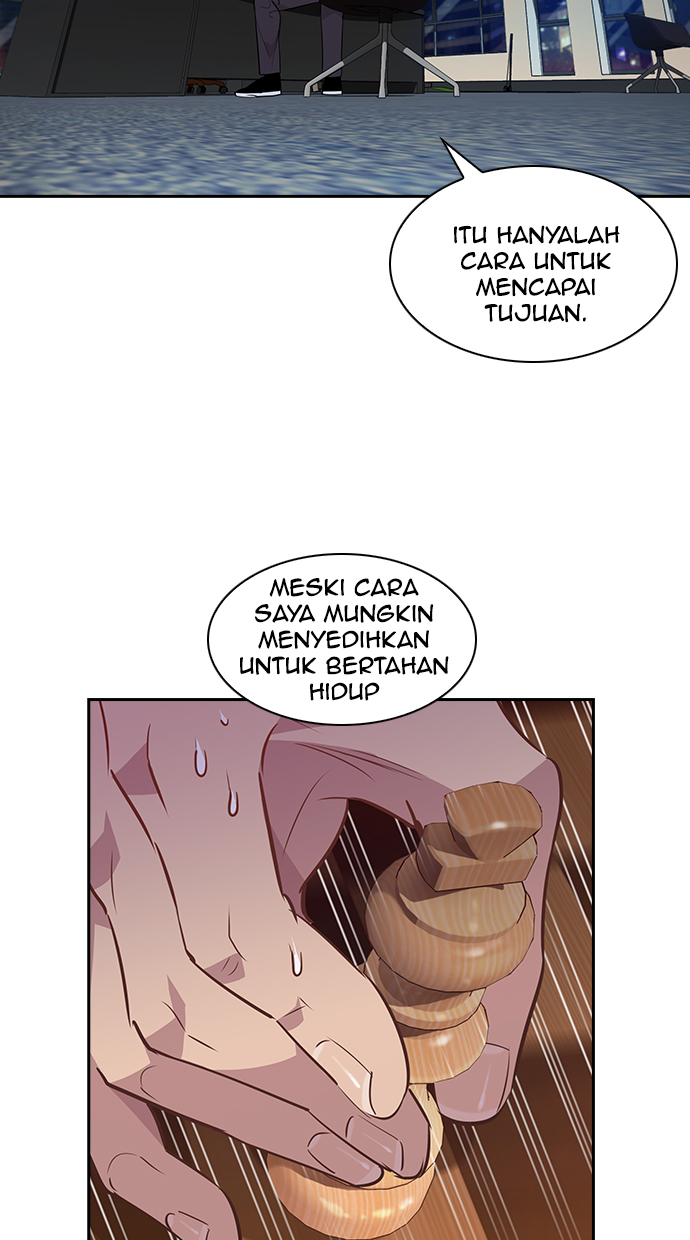 ITU HANYALAH
CARA UNTUK
MENCAPAI
TUJUAN.
MESKI CARA
SAYA MUNGKIN
MENYEDIHKAN
UNTUK BERTAHAN
HIDUP